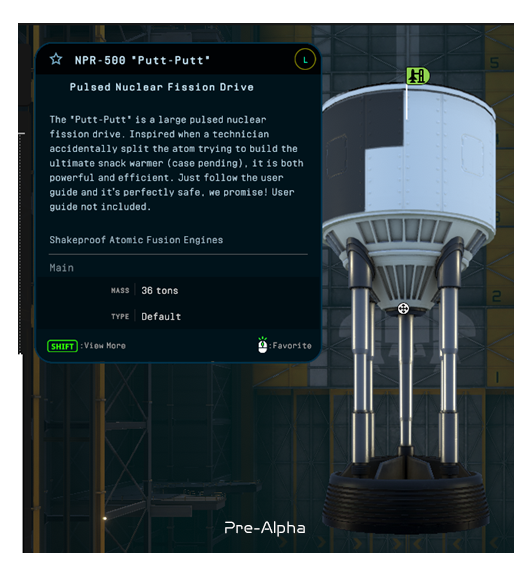 NPR-500 "Putt-Putt"
L
Pulsed Nuclear Fission Drive
The "Putt-Putt" is a large pulsed nuclear
fission drive. Inspired when a technician
accidentally split the atom trying to build the
ultimate snack warmer (case pending), it is both
powerful and efficient. Just follow the user
guide and it's perfectly safe, we promise! User
guide not included.
Shakeproof Atomic Fusion Engines
Main
MASS 36 tons
TYPE Default
SHIFT :View More :Favorite
5
2
1
Pre-Alpha